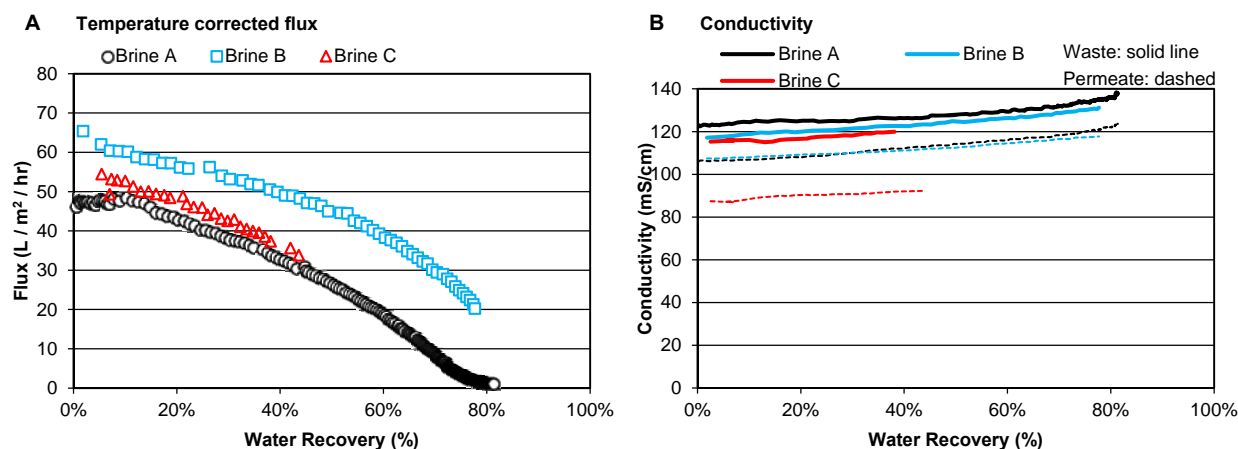 A Temperature corrected flux
Brine A Brine B Brine C
80
70
60
50
40
30
20
10
0
Flux (L / m² / hr)
0% 20% 40% 60% 80% 100%
Water Recovery (%)
B Conductivity
Brine A Brine B Waste: solid line
Brine C Permeate: dashed
140
120
100
80
60
40
20
0
Conductivity (mS/cm)
0% 20% 40% 60% 80% 100%
Water Recovery (%)